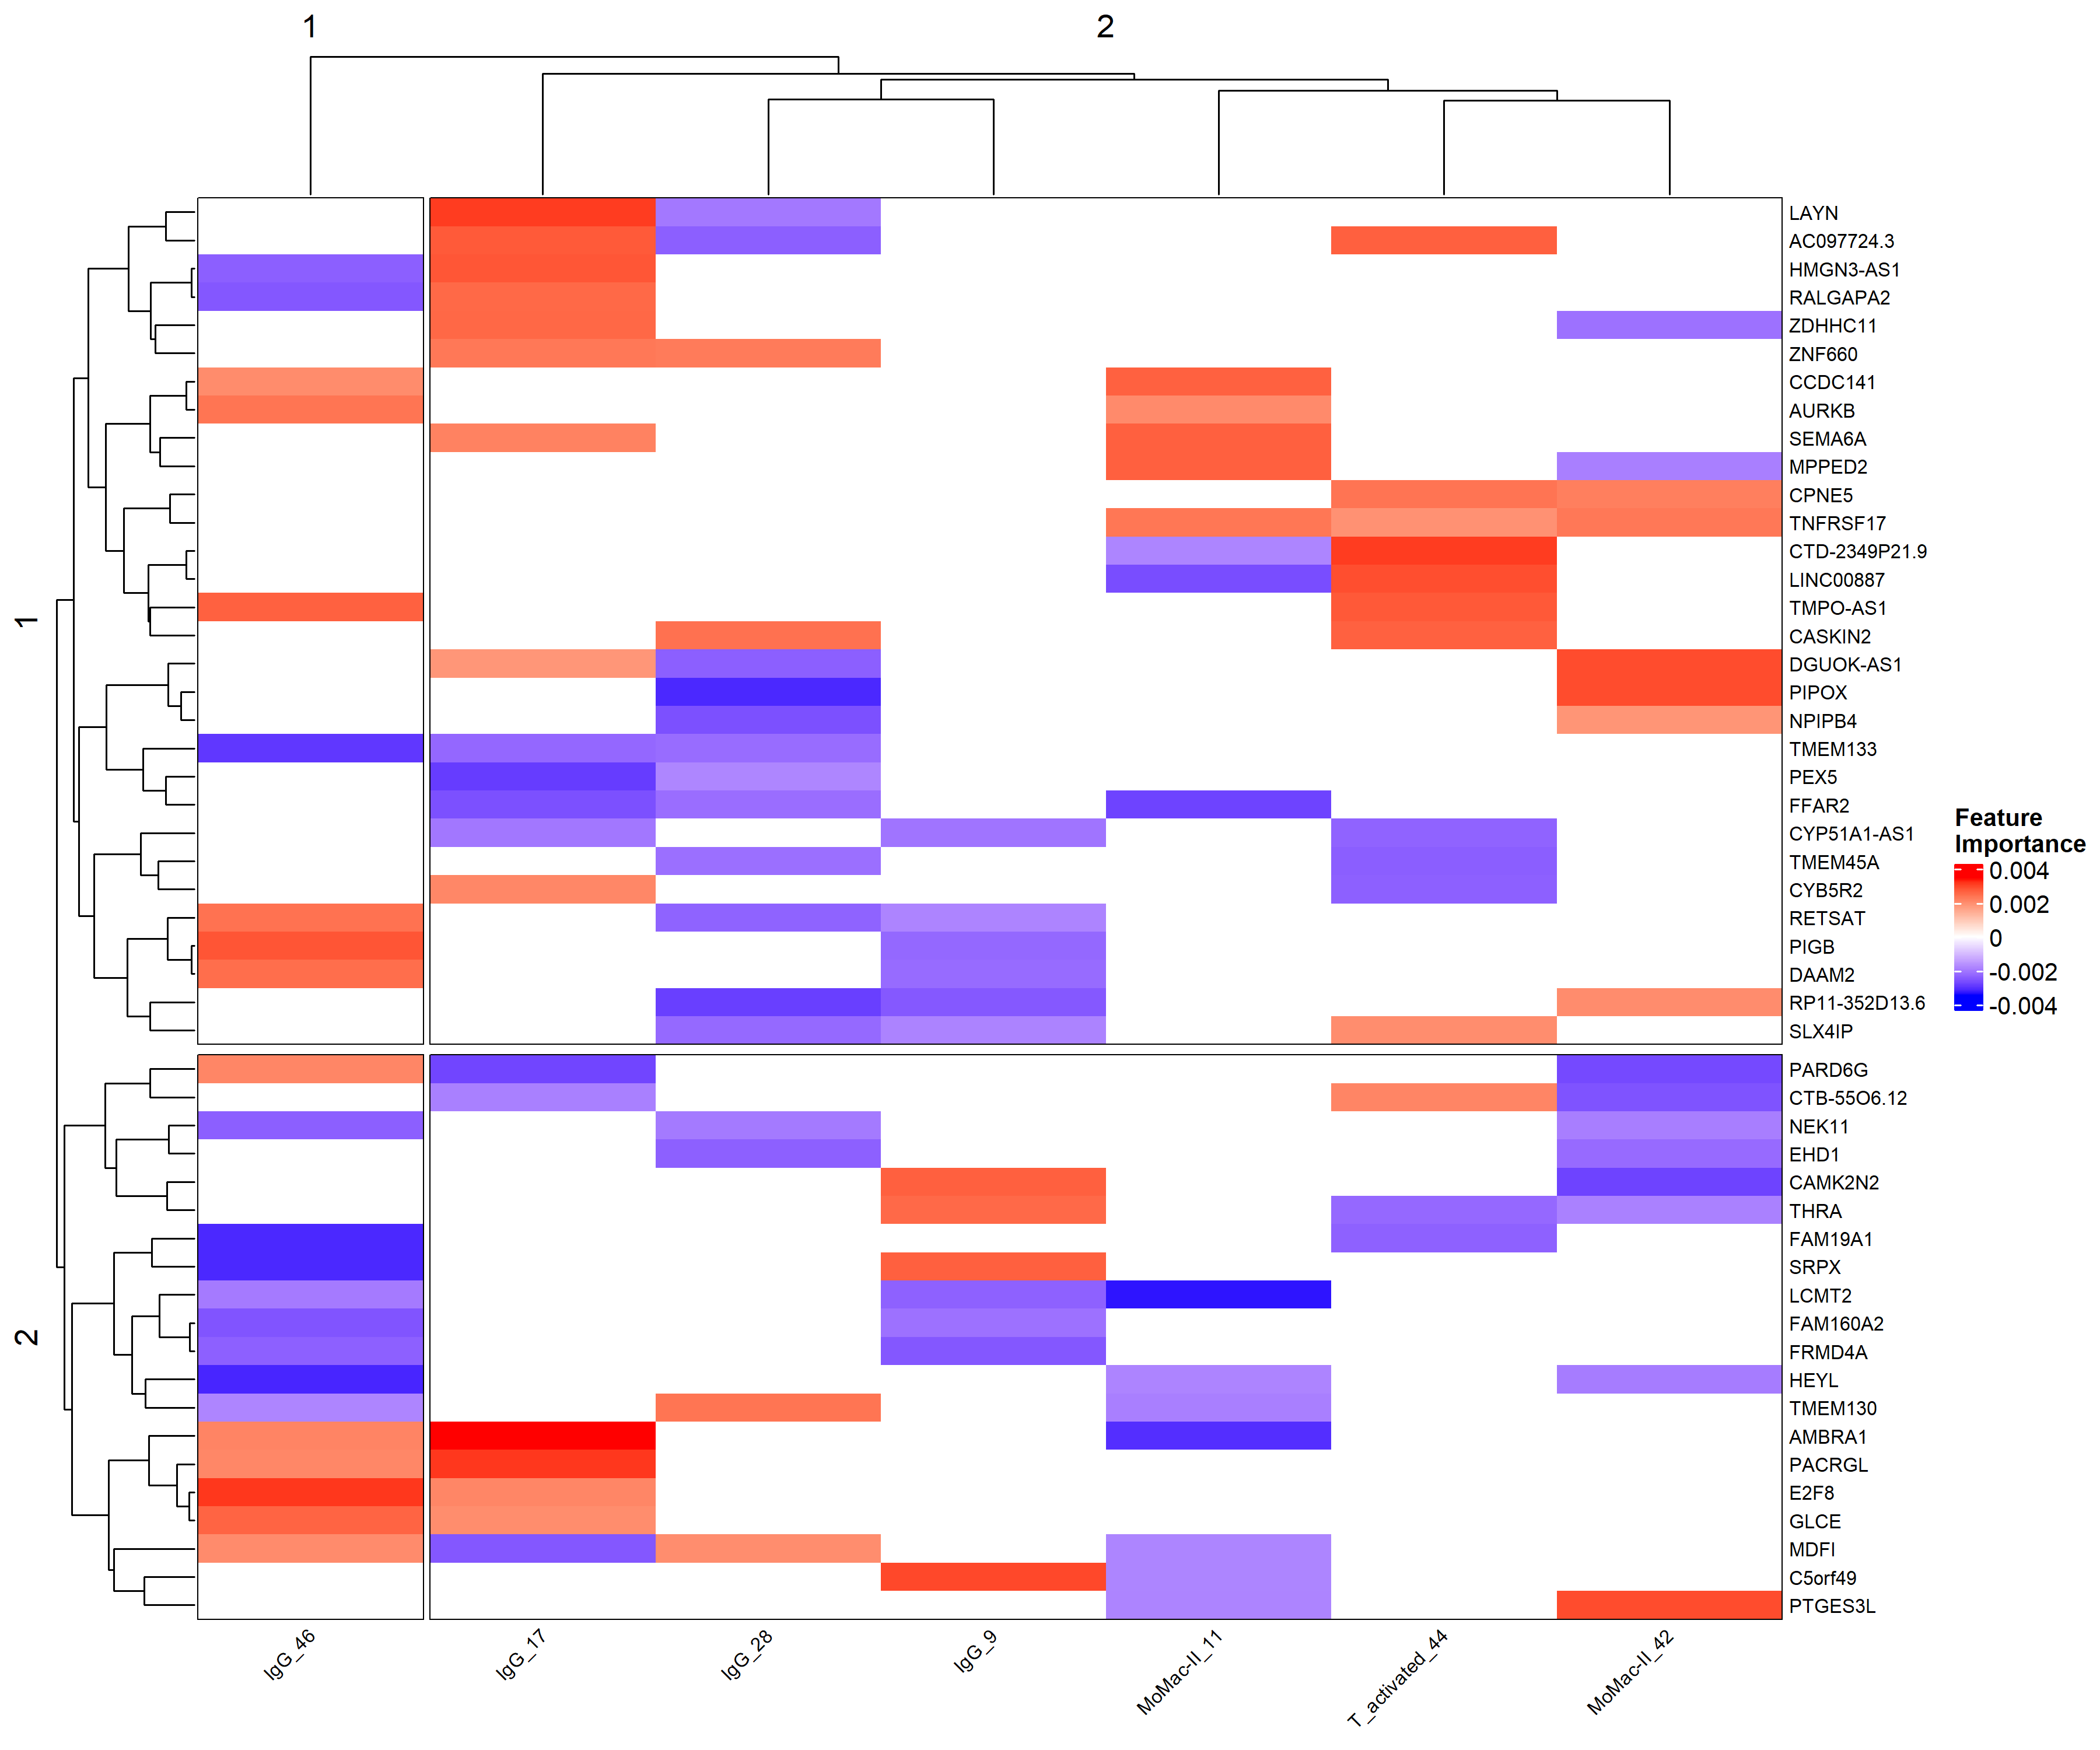 1
2
1
2
LAYN
AC097724.3
HMGN3-AS1
RALGAPA2
ZDHHC11
ZNF660
CCDC141
AURKB
SEMA6A
MPPED2
CPNE5
TNFRSF17
CTD-2349P21.9
LINC00887
TMPO-AS1
CASKIN2
DGUOK-AS1
PIPOX
NPIPB4
TMEM133
PEX5
FFAR2
CYP51A1-AS1
TMEM45A
CYB5R2
RETSAT
PIGB
DAAM2
RP11-352D13.6
SLX4IP
PARD6G
CTB-55O6.12
NEK11
EHD1
CAMK2N2
THRA
FAM19A1
SRPX
LCMT2
FAM160A2
FRMD4A
HEYL
TMEM130
AMBRA1
PACRGL
E2F8
GLCE
MDFI
C5orf49
PTGES3L
Feature
Importance
0.004
0.002
0
-0.002
-0.004
IgG_46
IgG_17
IgG_28
IgG_9
MoMac-II_11
T_activated_44
MoMac-II_42